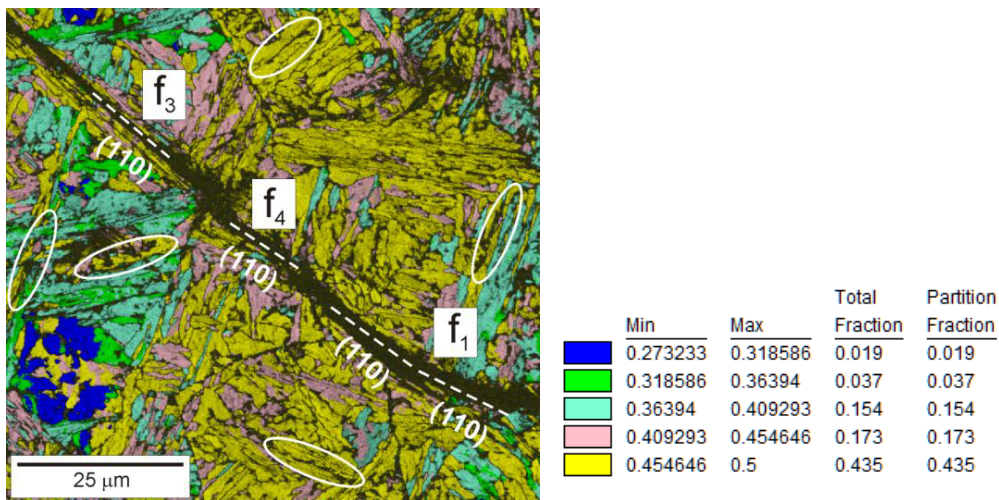 f3
(110)
f4
(110)
f1
(110)
(110)
25 μm
Total Partition
Min Max Fraction Fraction
0.273233 0.318586 0.019 0.019
0.318586 0.36394 0.037 0.037
0.36394 0.409293 0.154 0.154
0.409293 0.454646 0.173 0.173
0.454646 0.5 0.435 0.435